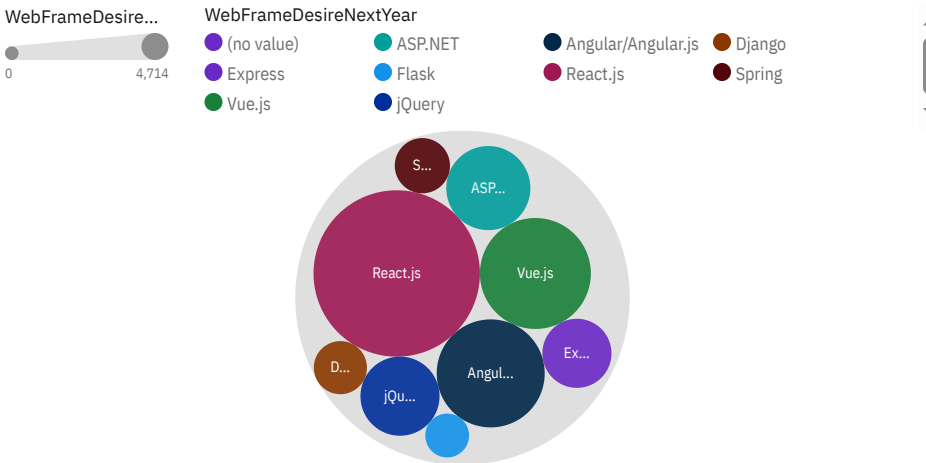 WebFrameDesire...
0 4,714
WebFrameDesireNextYear
(no value) ASP.NET Angular/Angular.js Django
Express Flask React.js Spring
Vue.js jQuery
S...
ASP...
React.js
Vue.js
Ex...
D...
Angul...
jQu...